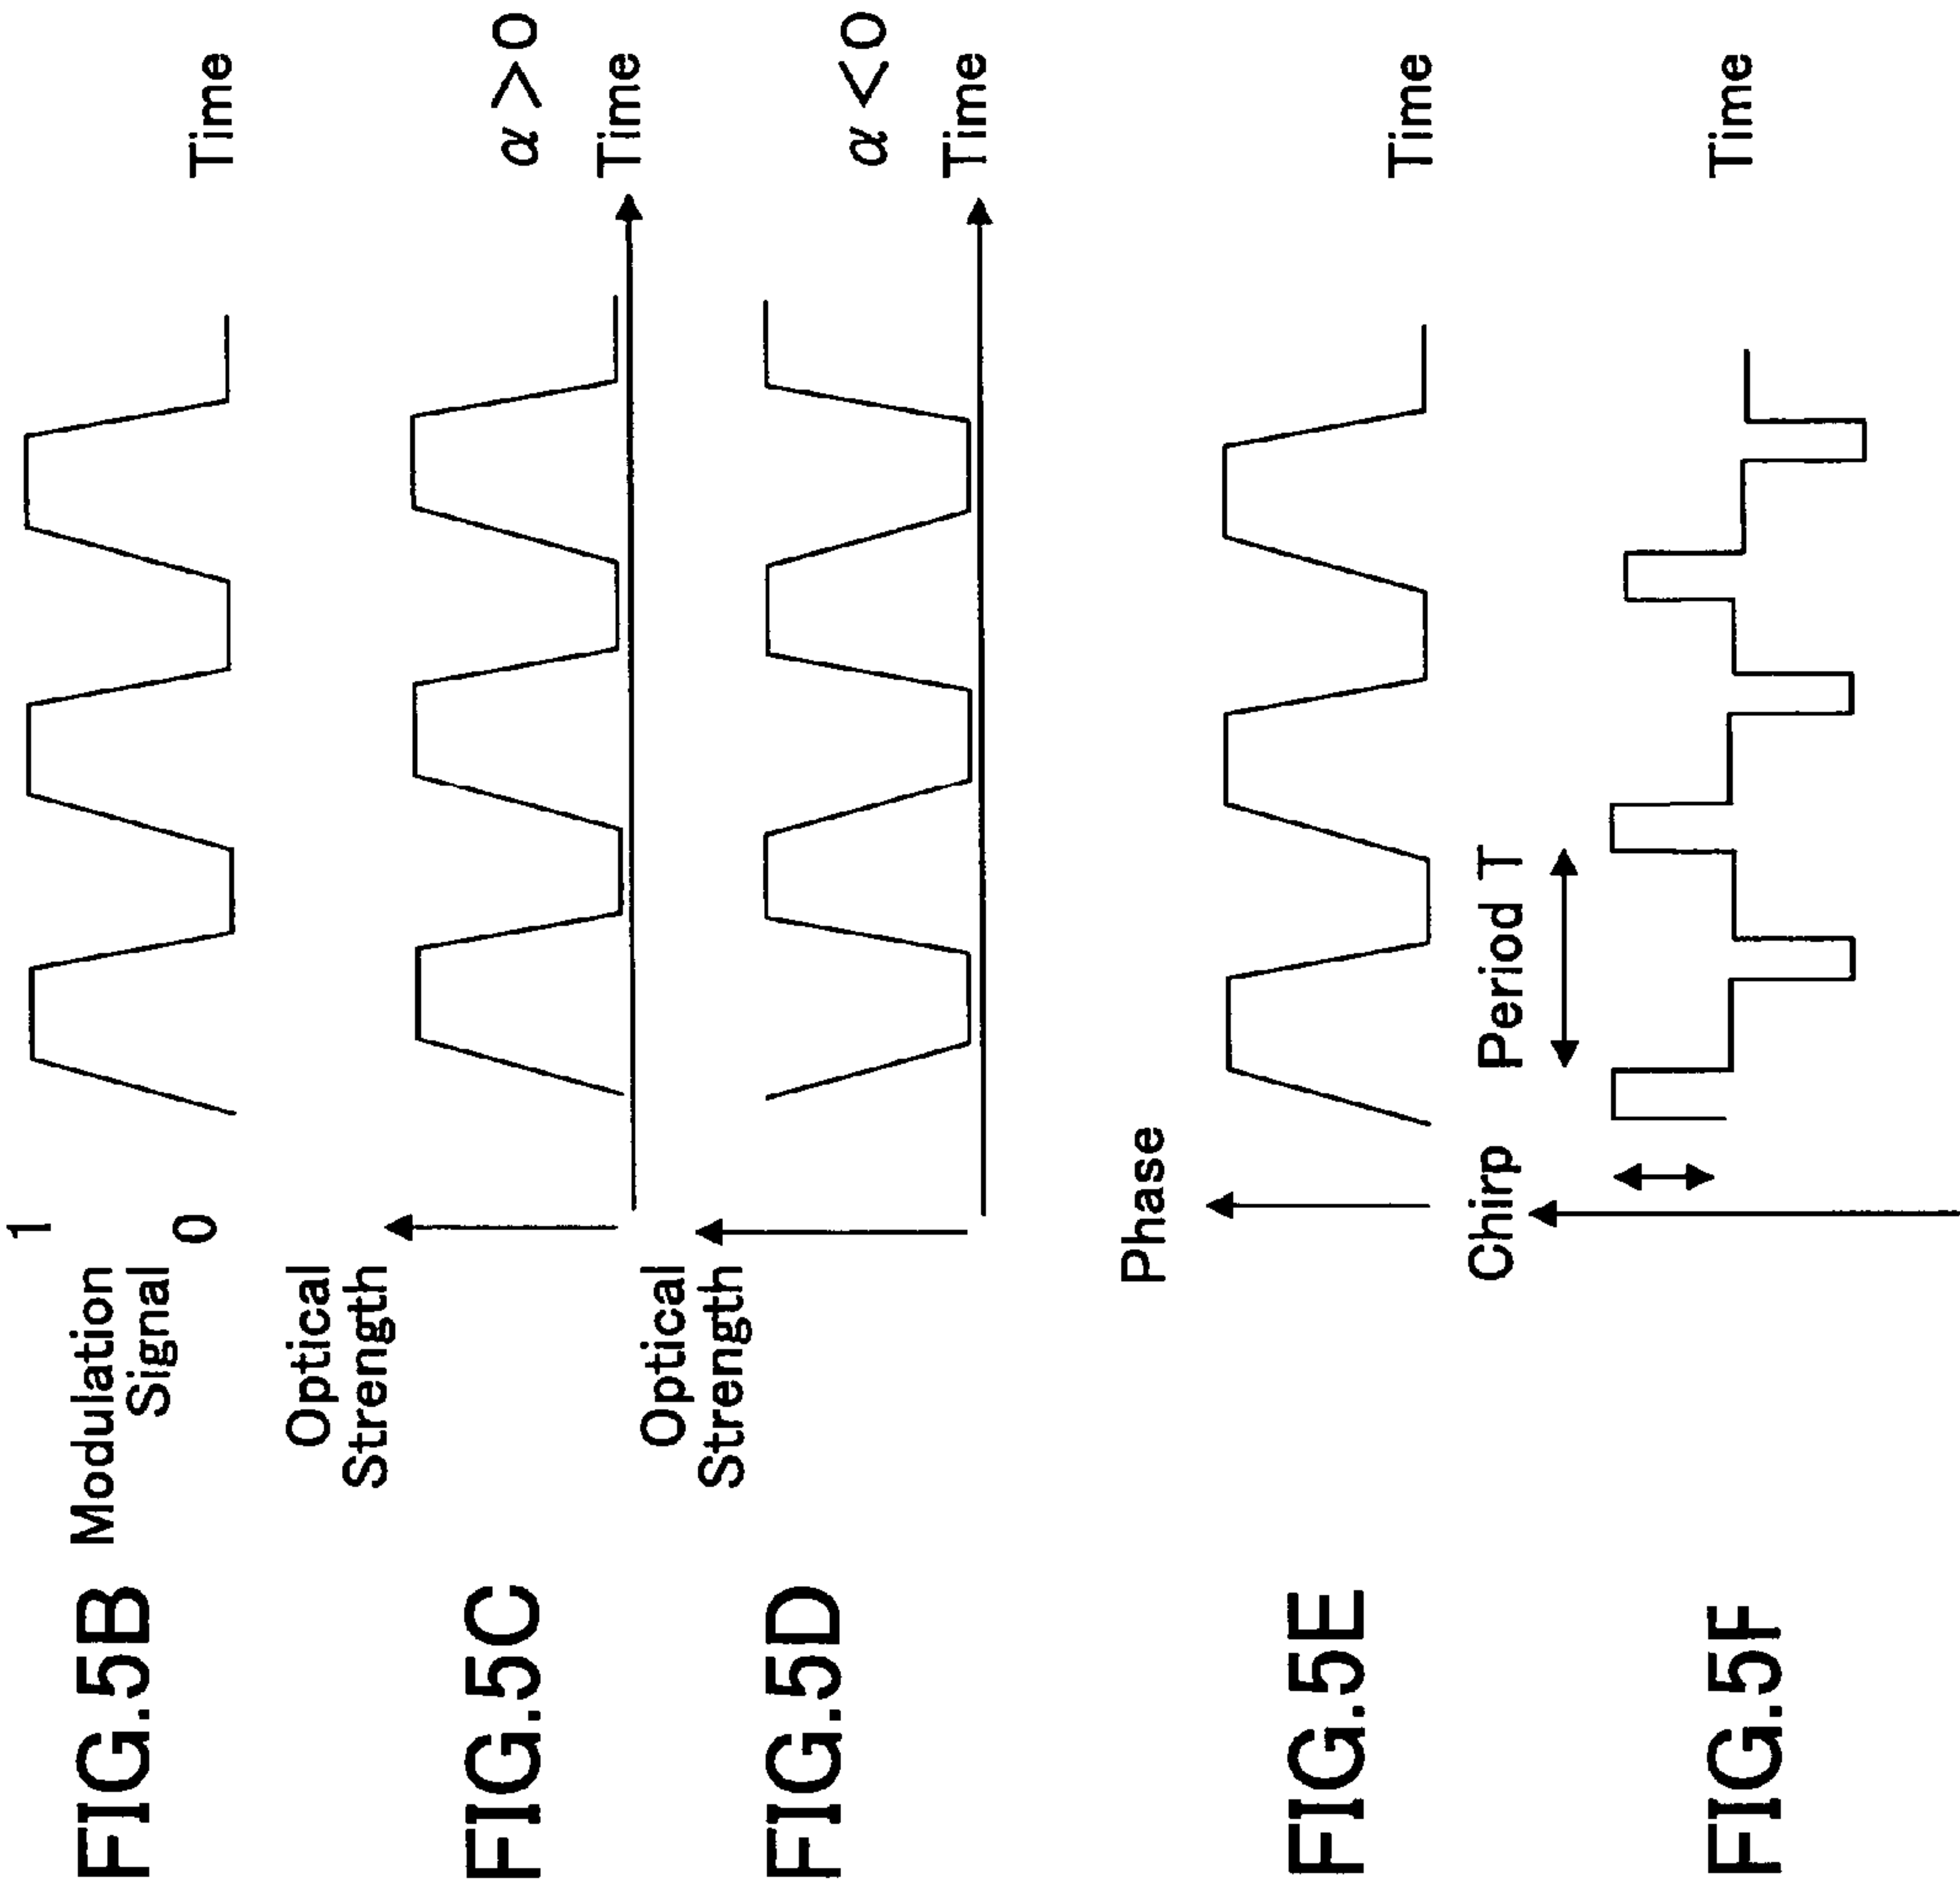 FIG.5B
Modulation
Signal
1
0
Time
FIG.5C
Optical
Strength
α > 0
Time
FIG.5D
Optical
Strength
α < 0
Time
FIG.5E
Phase
Time
FIG.5F
Chirp
Period T
Time